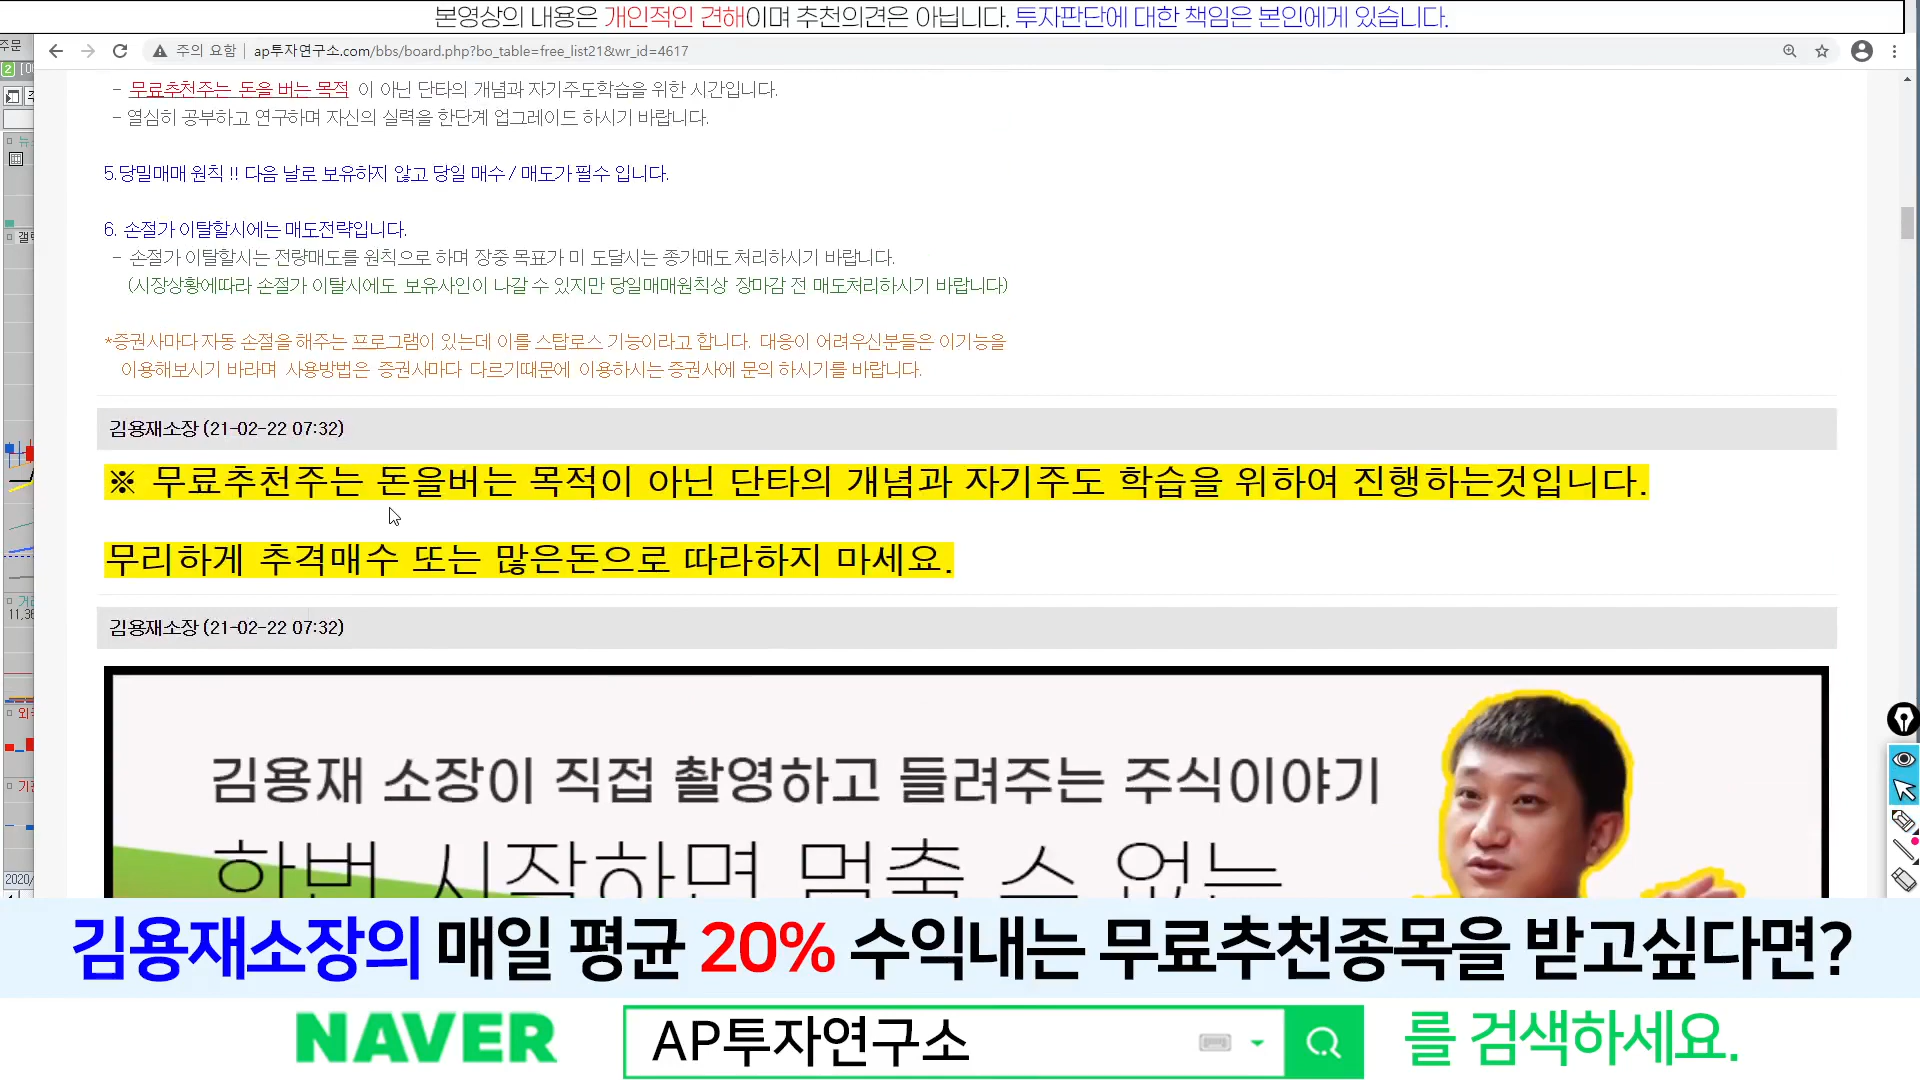 본영상의 내용은 개인적인 견해이며 추천의견은 아닙니다. 투자판단에 대한 책임은 본인에게 있습니다.
주문
주의 요함 | ap투자연구소.com/bbs/board.php?bo_table=free_list21&wr_id=4617
2
- 무료추천주는 돈을 버는 목적 이 아닌 단타의 개념과 자기주도학습을 위한 시간입니다.
- 열심히 공부하고 연구하며 자신의 실력을 한단계 업그레이드 하시기 바랍니다.
5.당밀매매 원칙 !! 다음 날로 보유하지 않고 당일 매수 / 매도가 필수 입니다.
6. 손절가 이탈할시에는 매도전략입니다.
- 손절가 이탈할시는 전량매도를 원칙으로 하며 장중 목표가 미 도달시는 종가매도 처리하시기 바랍니다.
(시장상황에따라 손절가 이탈시에도 보유사인이 나갈 수 있지만 당일매매원칙상 장마감 전 매도처리하시기 바랍니다)
*증권사마다 자동 손절을 해주는 프로그램이 있는데 이를 스탑로스 기능이라고 합니다. 대응이 어려우신분들은 이기능을
이용해보시기 바라며 사용방법은 증권사마다 다르기때문에 이용하시는 증권사에 문의 하시기를 바랍니다.
김용재소장 (21-02-22 07:32)
※ 무료추천주는 돈을버는 목적이 아닌 단타의 개념과 자기주도 학습을 위하여 진행하는것입니다.
무리하게 추격매수 또는 많은돈으로 따라하지 마세요.
김용재소장 (21-02-22 07:32)
김용재 소장이 직접 촬영하고 들려주는 주식이야기
한번 시작하면 멈출 수 없는
2020/
김용재소장의 매일 평균 20% 수익내는 무료추천종목을 받고싶다면?
NAVER AP투자연구소 를 검색하세요.